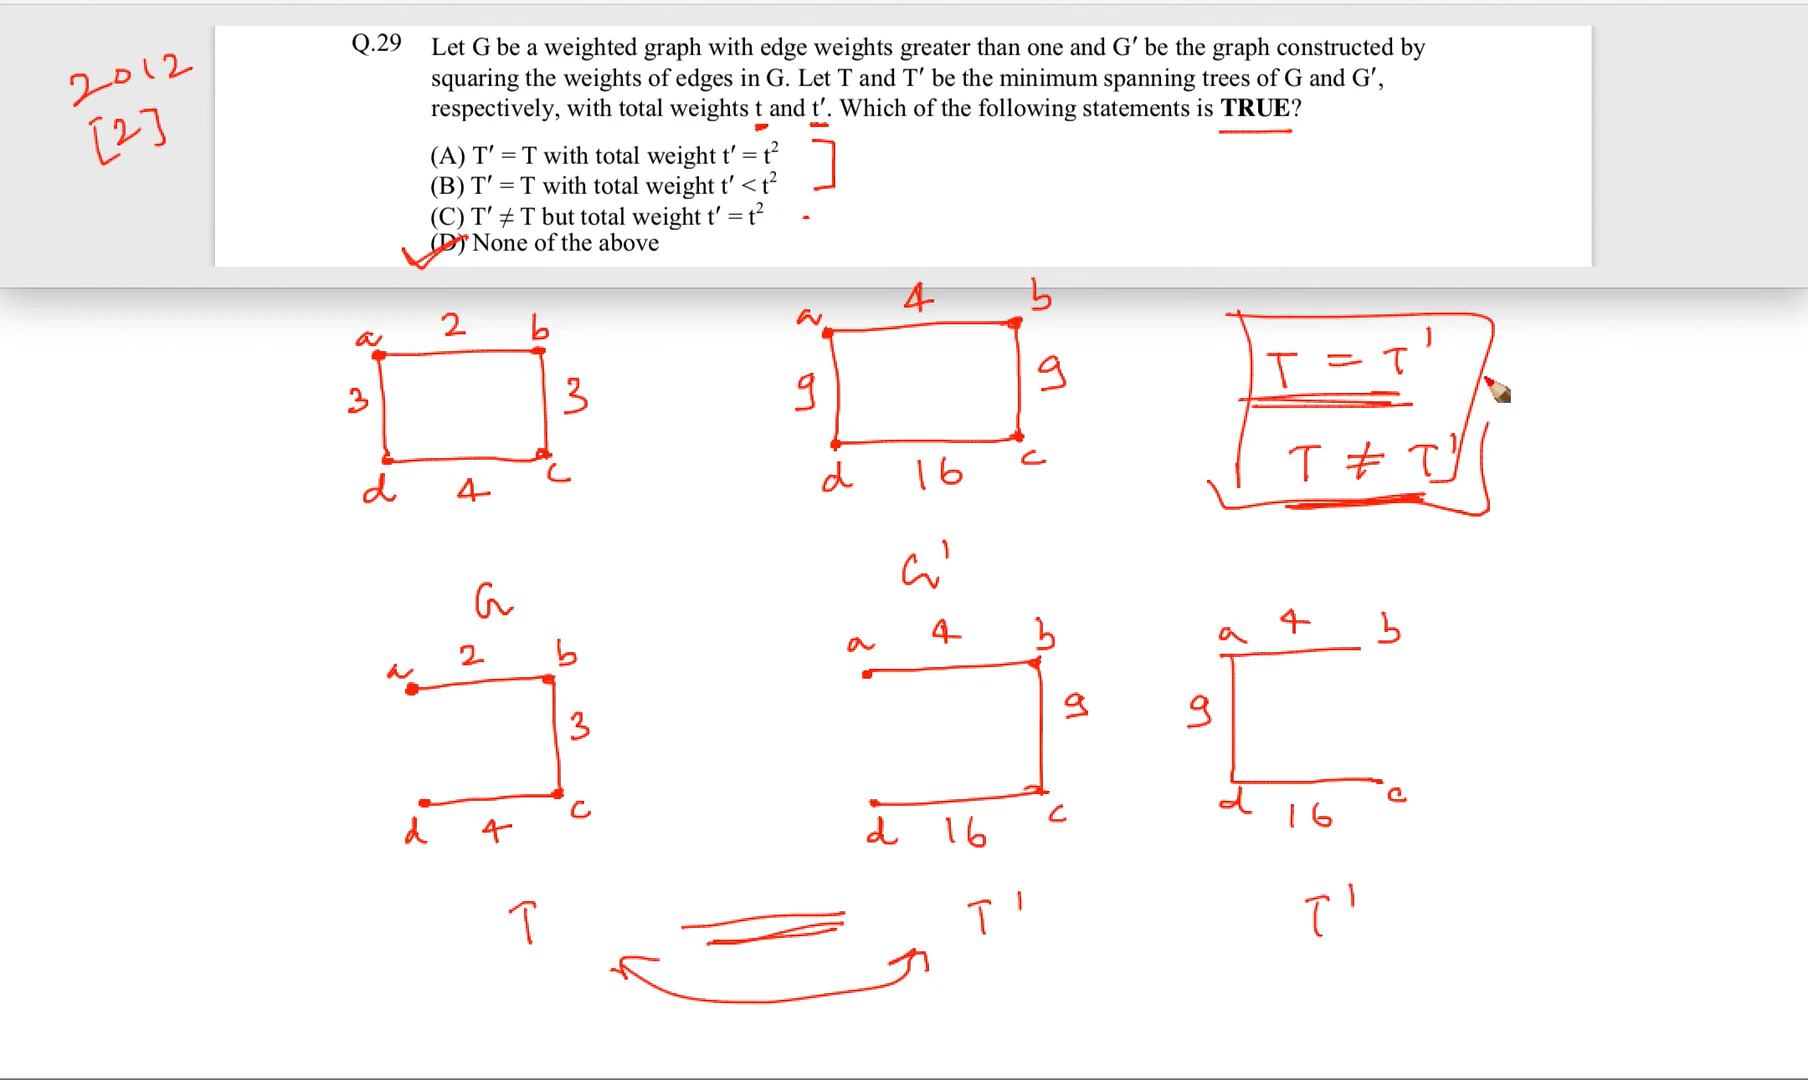 2012
[2]
Q.29 Let G be a weighted graph with edge weights greater than one and G′ be the graph constructed by
squaring the weights of edges in G. Let T and T′ be the minimum spanning trees of G and G′,
respectively, with total weights t and t′. Which of the following statements is TRUE?
(A) T′ = T with total weight t′ = t²
(B) T′ = T with total weight t′ < t²
(C) T′ ≠ T but total weight t′ = t²
(D) None of the above
a 2 b
3 3
d 4 c
G
a 4 b
9 9
d 16 c
G'
T = T'
T ≠ T'
a 2 b
3
d 4 c
T
a 4 b
9
d 16 c
T'
a 4 b
9
d 16 c
T'